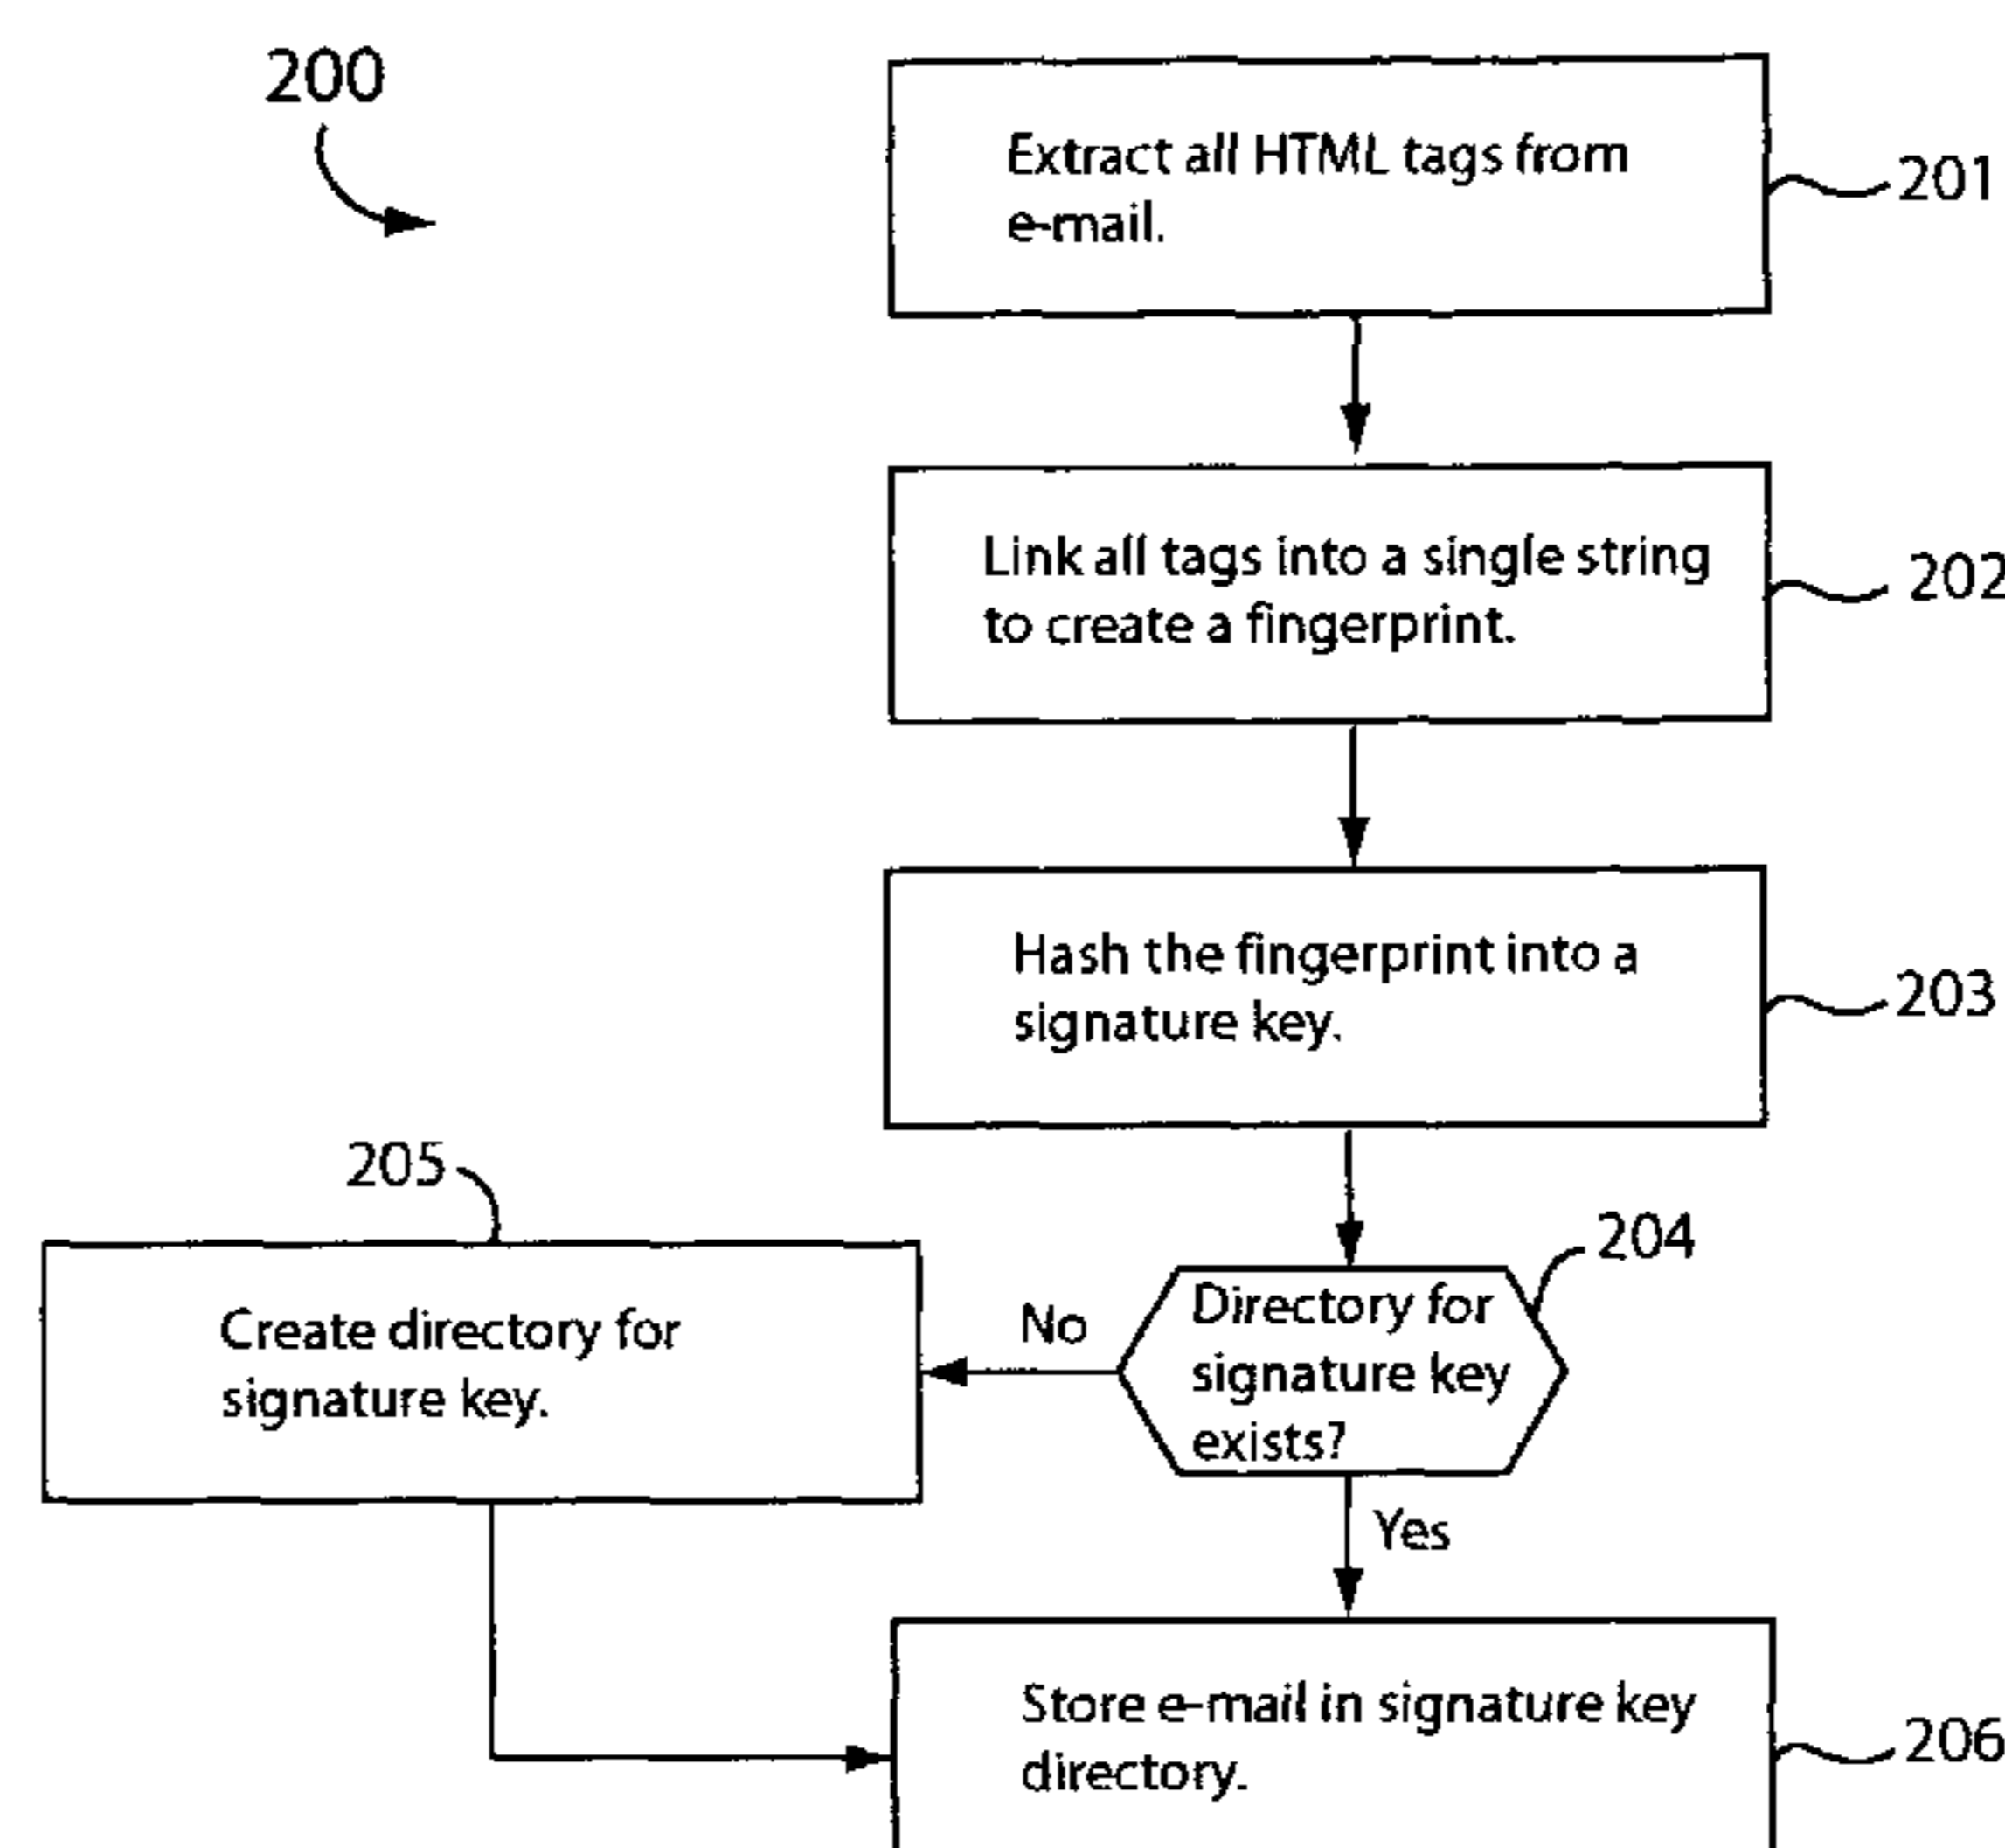 200
Extract all HTML tags from
e-mail.
201
Link all tags into a single string
to create a fingerprint.
202
Hash the fingerprint into a
signature key.
203
205
204
Create directory for
signature key.
No
Directory for
signature key
exists?
Yes
Store e-mail in signature key
directory.
206